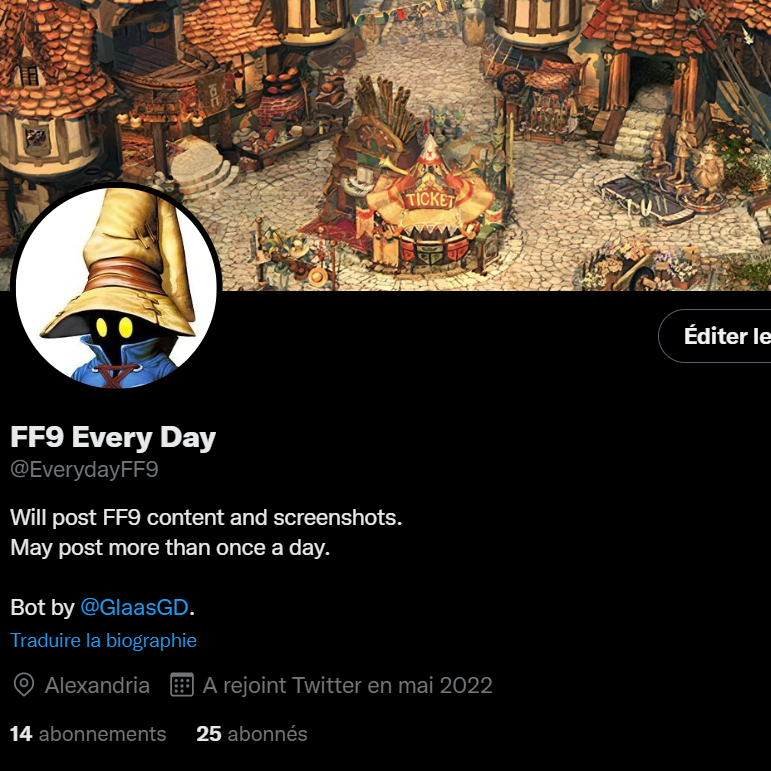 TICKET
Éditer le
FF9 Every Day
@EverydayFF9
Will post FF9 content and screenshots.
May post more than once a day.
Bot by @GlaasGD.
Traduire la biographie
Alexandria A rejoint Twitter en mai 2022
14 abonnements 25 abonnés